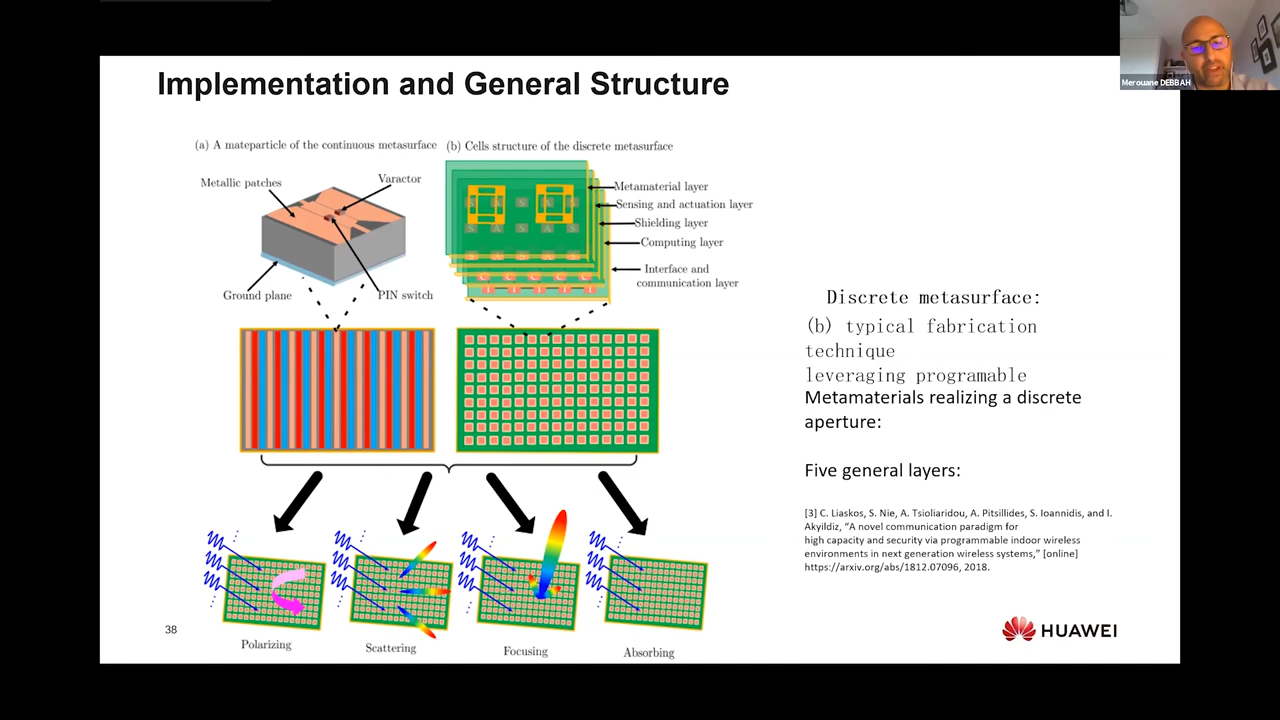 Implementation and General Structure
Merouane DEBBAH
(a) A mateparticle of the continuous metasurface
(b) Cells structure of the discrete metasurface
Metallic patches
Varactor
Ground plane
PIN switch
Metamaterial layer
Sensing and actuation layer
Shielding layer
Computing layer
Interface and
communication layer
S A S A S
S A S A S
S A S A S
C C C C C
I I I I I
Discrete metasurface:
(b) typical fabrication
technique
leveraging programable
Metamaterials realizing a discrete
aperture:
Five general layers:
[3] C. Liaskos, S. Nie, A. Tsioliaridou, A. Pitsillides, S. Ioannidis, and I.
Akyildiz, “A novel communication paradigm for
high capacity and security via programmable indoor wireless
environments in next generation wireless systems,” [online]
https://arxiv.org/abs/1812.07096, 2018.
Polarizing
Scattering
Focusing
Absorbing
38
HUAWEI